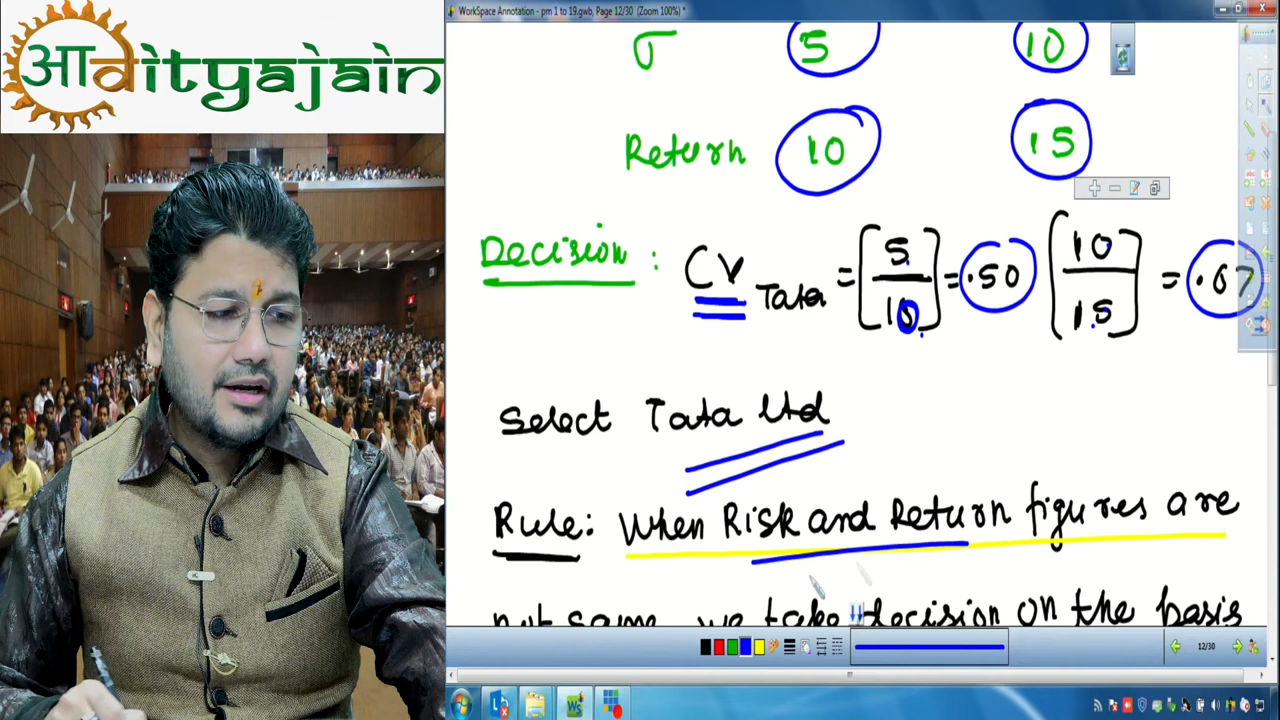 WorkSpace Annotation - pm 1 to 19.gwb, Page 12/30 (Zoom 100%) *
आdityajain
σ 5 10
Return 10 15
Decision : CV Tata = [5/10] = .50 [10/15] = .67
Select Tata Ltd
Rule: When Risk and Return figures are
not same we take decision on the basis
12/30